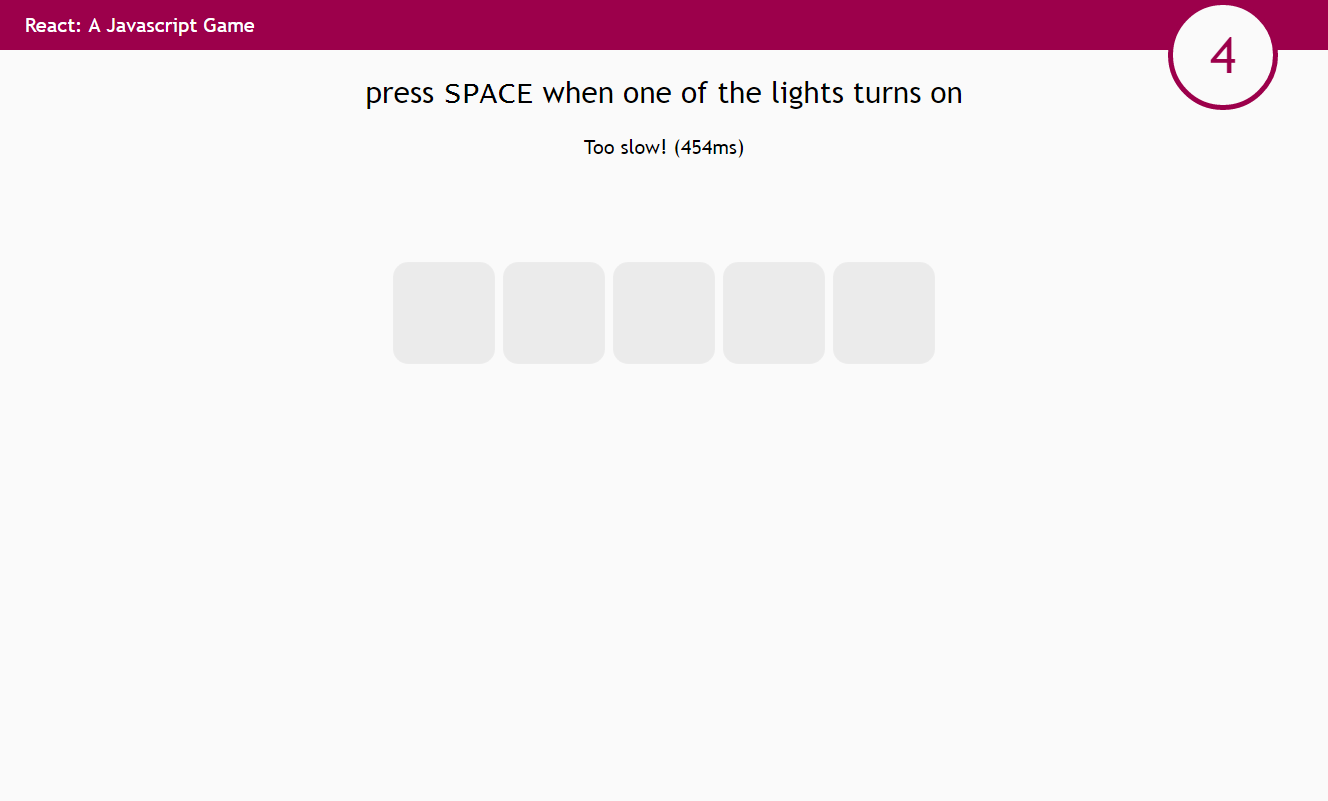 React: A Javascript Game
4
press SPACE when one of the lights turns on
Too slow! (454ms)